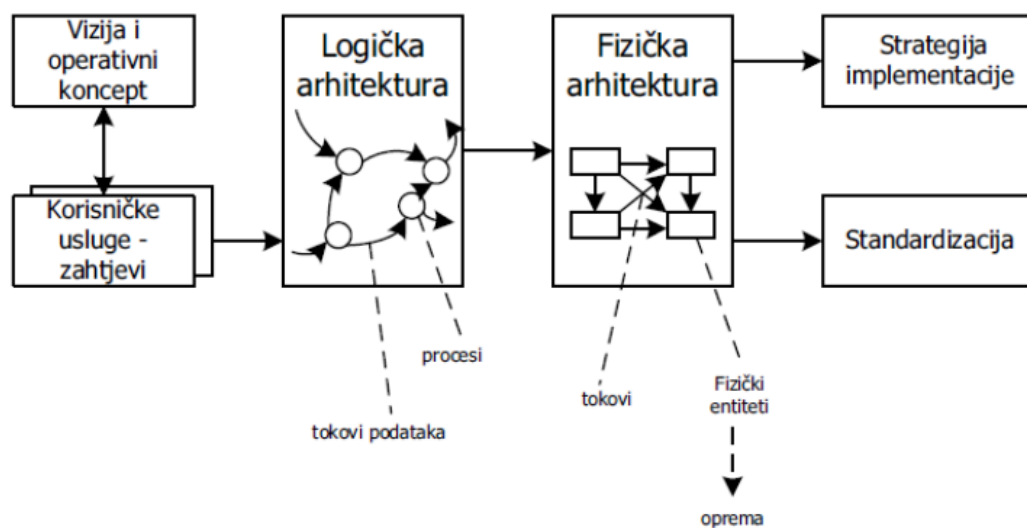 Vizija i
operativni
koncept
Korisničke
usluge -
zahtjevi
Logička
arhitektura
Fizička
arhitektura
Strategija
implementacije
Standardizacija
procesi
tokovi podataka
tokovi
Fizički
entiteti
oprema